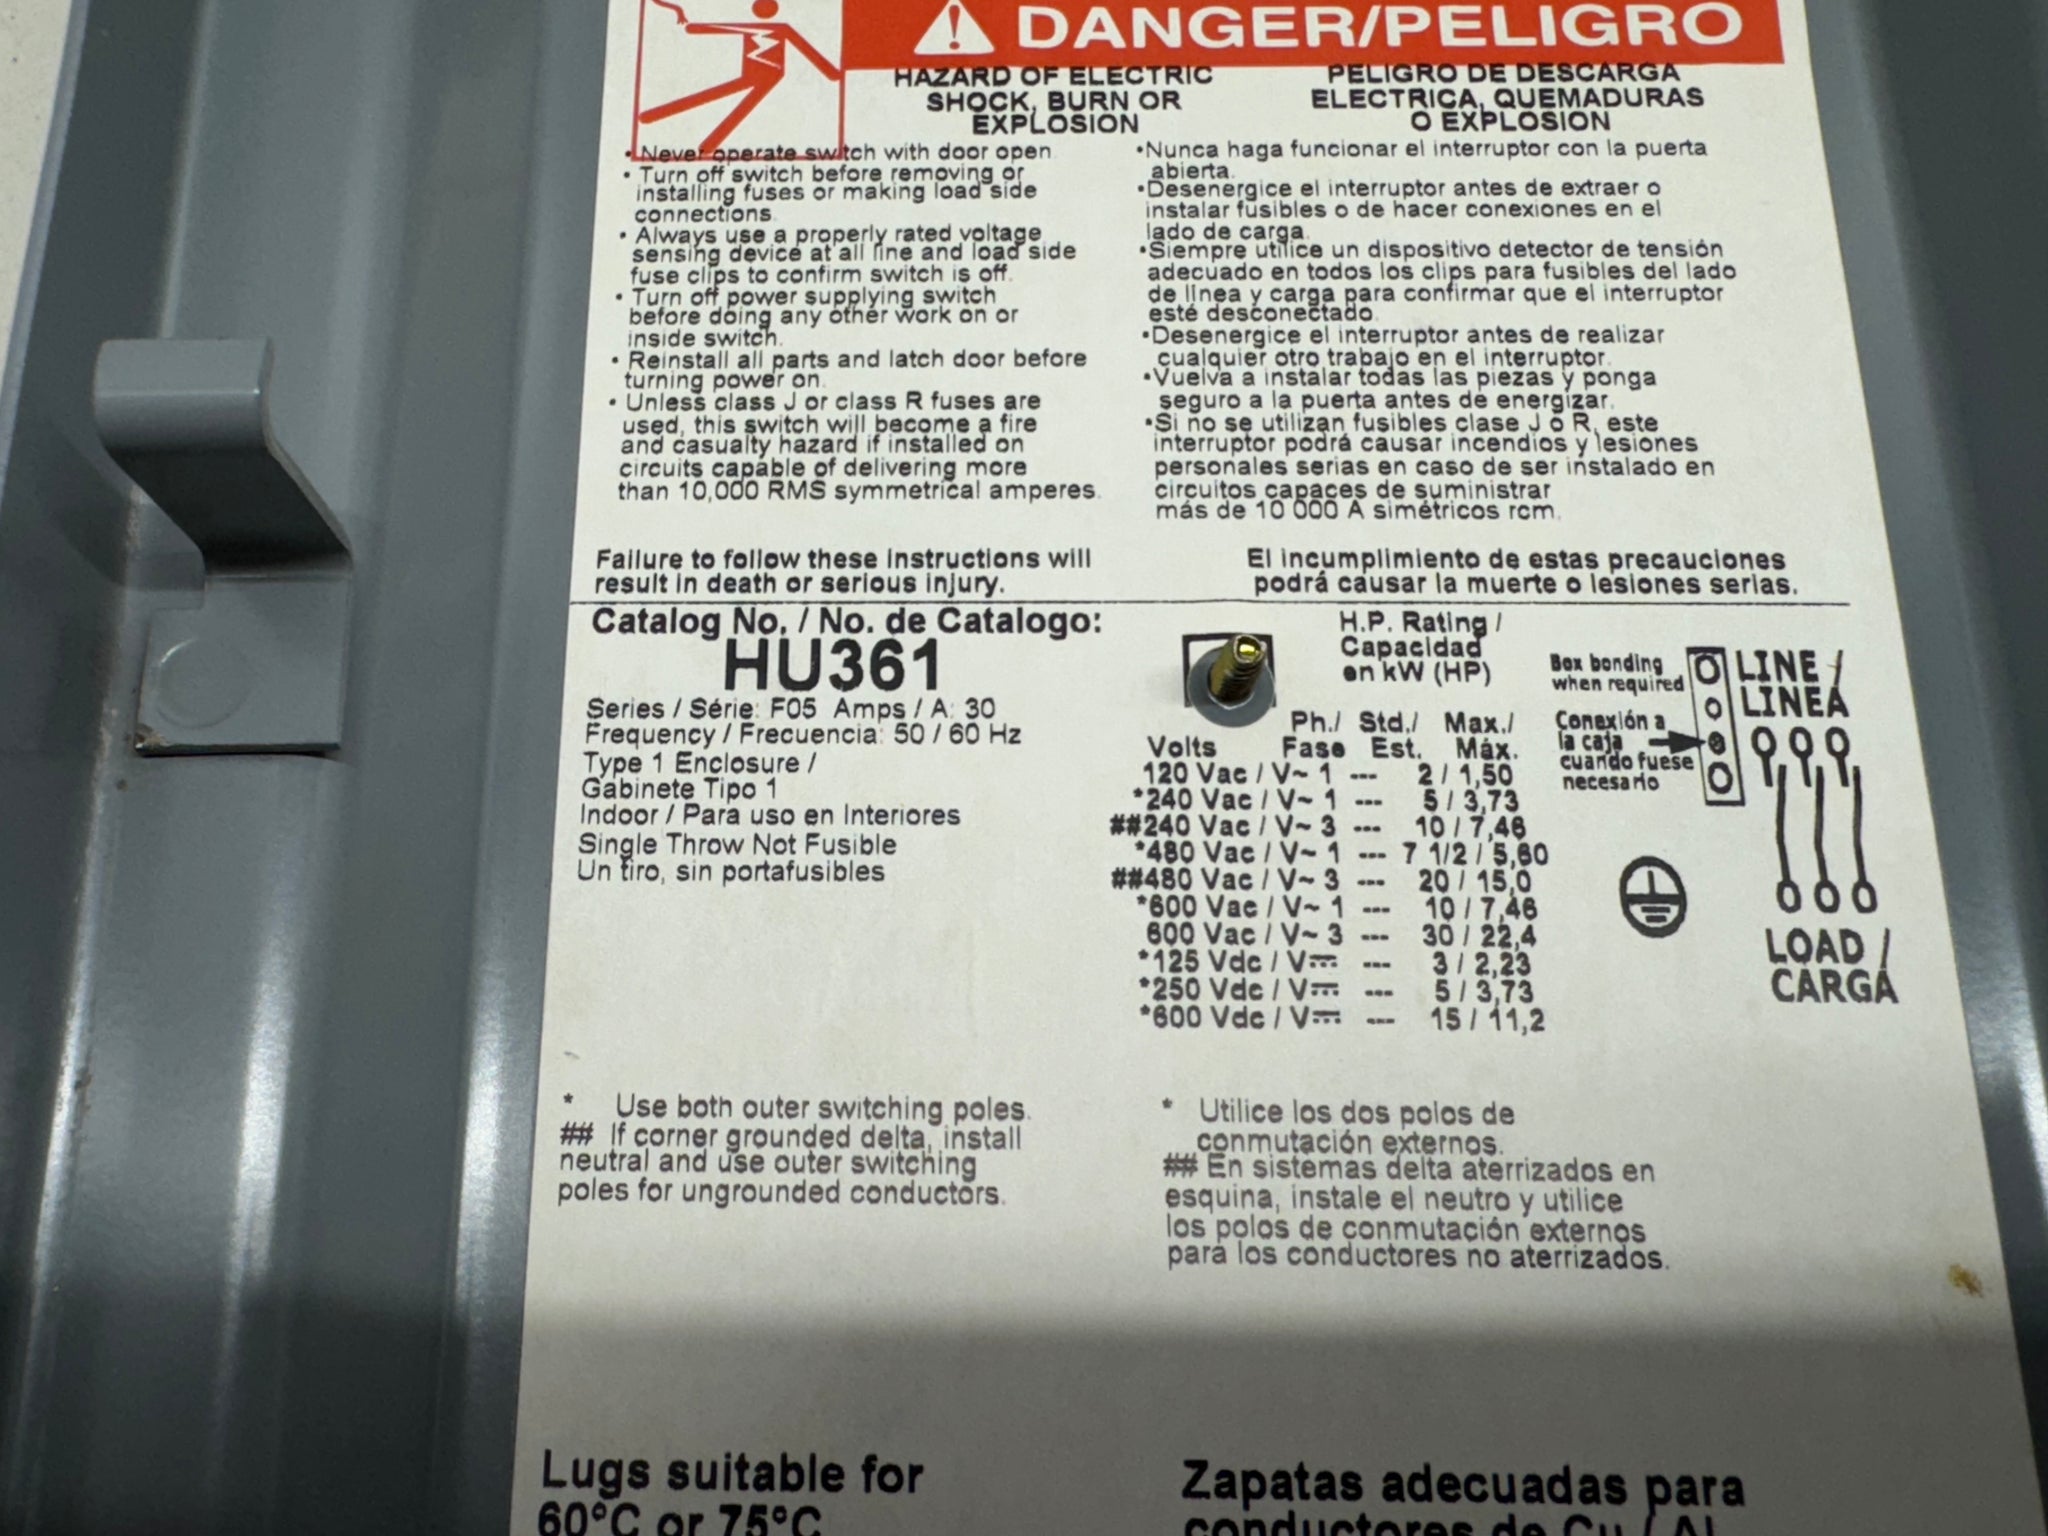 DANGER/PELIGRO
HAZARD OF ELECTRIC
SHOCK, BURN OR
EXPLOSION
• Never operate switch with door open
• Turn off switch before removing or
installing fuses or making load side
connections.
• Always use a properly rated voltage
sensing device at all line and load side
fuse clips to confirm switch is off.
• Turn off power supplying switch
before doing any other work on or
inside switch.
• Reinstall all parts and latch door before
turning power on.
• Unless class J or class R fuses are
used, this switch will become a fire
and casualty hazard if installed on
circuits capable of delivering more
than 10,000 RMS symmetrical amperes.
Failure to follow these instructions will
result in death or serious injury.
PELIGRO DE DESCARGA
ELECTRICA, QUEMADURAS
O EXPLOSION
•Nunca haga funcionar el interruptor con la puerta
abierta.
•Desenergice el interruptor antes de extraer o
instalar fusibles o de hacer conexiones en el
lado de carga.
•Siempre utilice un dispositivo detector de tensión
adecuado en todos los clips para fusibles del lado
de línea y carga para confirmar que el interruptor
esté desconectado.
•Desenergice el interruptor antes de realizar
cualquier otro trabajo en el interruptor.
•Vuelva a instalar todas las piezas y ponga
seguro a la puerta antes de energizar.
•Si no se utilizan fusibles clase J o R, este
interruptor podrá causar incendios y lesiones
personales serias en caso de ser instalado en
circuitos capaces de suministrar
más de 10 000 A simétricos rcm.
El incumplimiento de estas precauciones
podrá causar la muerte o lesiones serias.
Catalog No. / No. de Catalogo:
HU361
Series / Série: F05 Amps / A: 30
Frequency / Frecuencia: 50 / 60 Hz
Type 1 Enclosure /
Gabinete Tipo 1
Indoor / Para uso en Interiores
Single Throw Not Fusible
Un tiro, sin portafusibles
H.P. Rating /
Capacidad
en kW (HP)
Ph./ Std./ Max./
Volts Fase Est. Máx.
120 Vac / V~ 1 --- 2 / 1,50
*240 Vac / V~ 1 --- 5 / 3,73
##240 Vac / V~ 3 --- 10 / 7,46
*480 Vac / V~ 1 --- 7 1/2 / 5,60
##480 Vac / V~ 3 --- 20 / 15,0
*600 Vac / V~ 1 --- 10 / 7,46
600 Vac / V~ 3 --- 30 / 22,4
*125 Vdc / V⎓ --- 3 / 2,23
*250 Vdc / V⎓ --- 5 / 3,73
*600 Vdc / V⎓ --- 15 / 11,2
Box bonding
when required
Conexión a
la caja
cuando fuese
necesario
LINE /
LINEA
LOAD /
CARGA
* Use both outer switching poles.
## If corner grounded delta, install
neutral and use outer switching
poles for ungrounded conductors.
* Utilice los dos polos de
conmutación externos.
## En sistemas delta aterrizados en
esquina, instale el neutro y utilice
los polos de conmutación externos
para los conductores no aterrizados.
Lugs suitable for
60°C or 75°C
Zapatas adecuadas para
conductores de Cu / Al